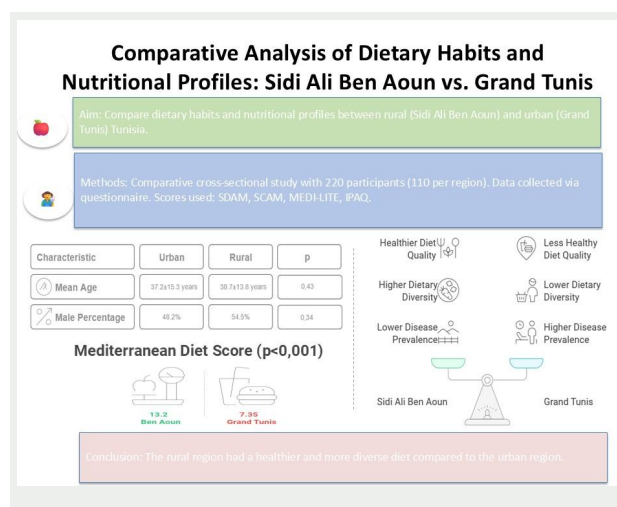 Comparative Analysis of Dietary Habits and
Nutritional Profiles: Sidi Ali Ben Aoun vs. Grand Tunis
Aim: Compare dietary habits and nutritional profiles between rural (Sidi Ali Ben Aoun) and urban (Grand
Tunis) Tunisia.
Methods: Comparative cross-sectional study with 220 participants (110 per region). Data collected via
questionnaire. Scores used: SDAM, SCAM, MEDI-LITE, IPAQ.
Characteristic Urban Rural p
Mean Age 37.2±15.3 years 38.7±13.8 years 0,43
Male Percentage 48.2% 54.5% 0,34
Mediterranean Diet Score (p<0,001)
13.2 7.35
Ben Aoun Grand Tunis
Healthier Diet
Quality
Less Healthy
Diet Quality
Higher Dietary
Diversity
Lower Dietary
Diversity
Lower Disease
Prevalence
Higher Disease
Prevalence
Sidi Ali Ben Aoun Grand Tunis
Conclusion: The rural region had a healthier and more diverse diet compared to the urban region.